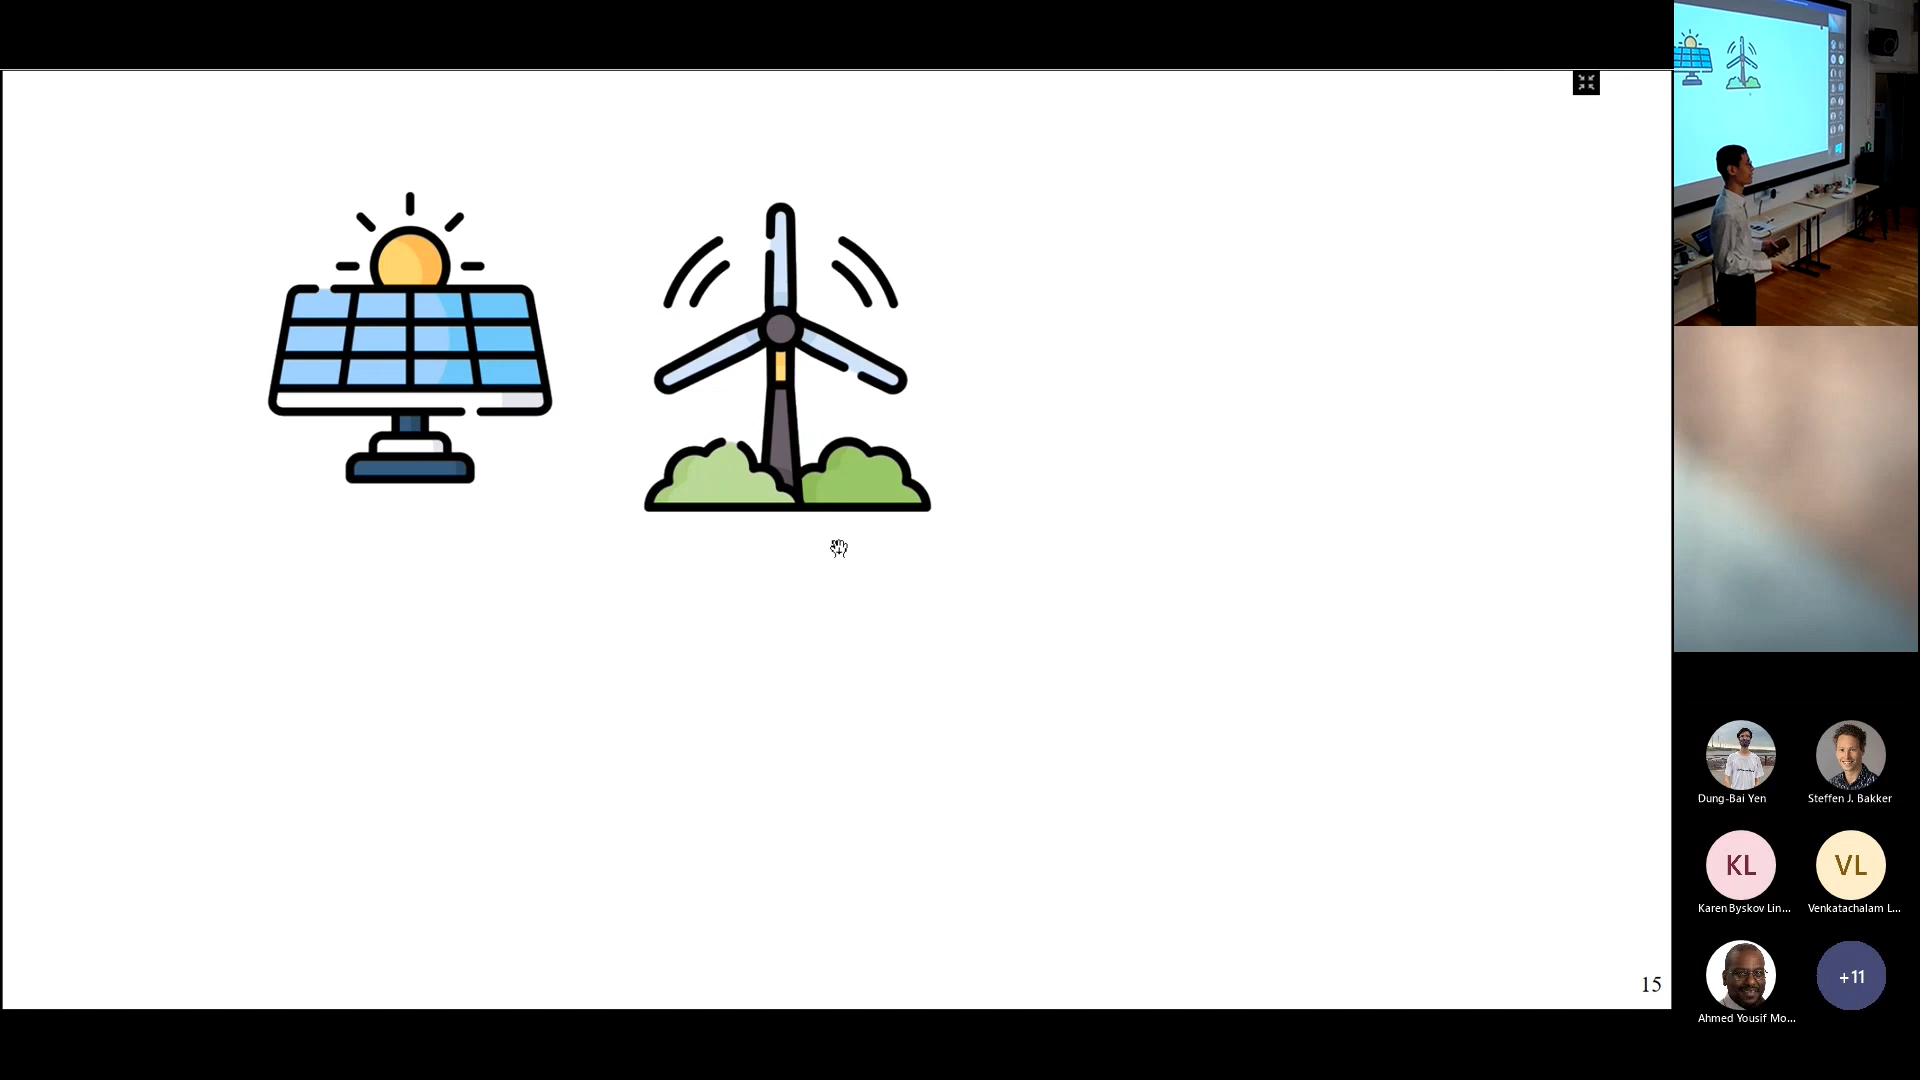 15
Dung-Bai Yen
Steffen J. Bakker
KL
VL
Karen Byskov Lin...
Venkatachalam L...
+11
Ahmed Yousif Mo...